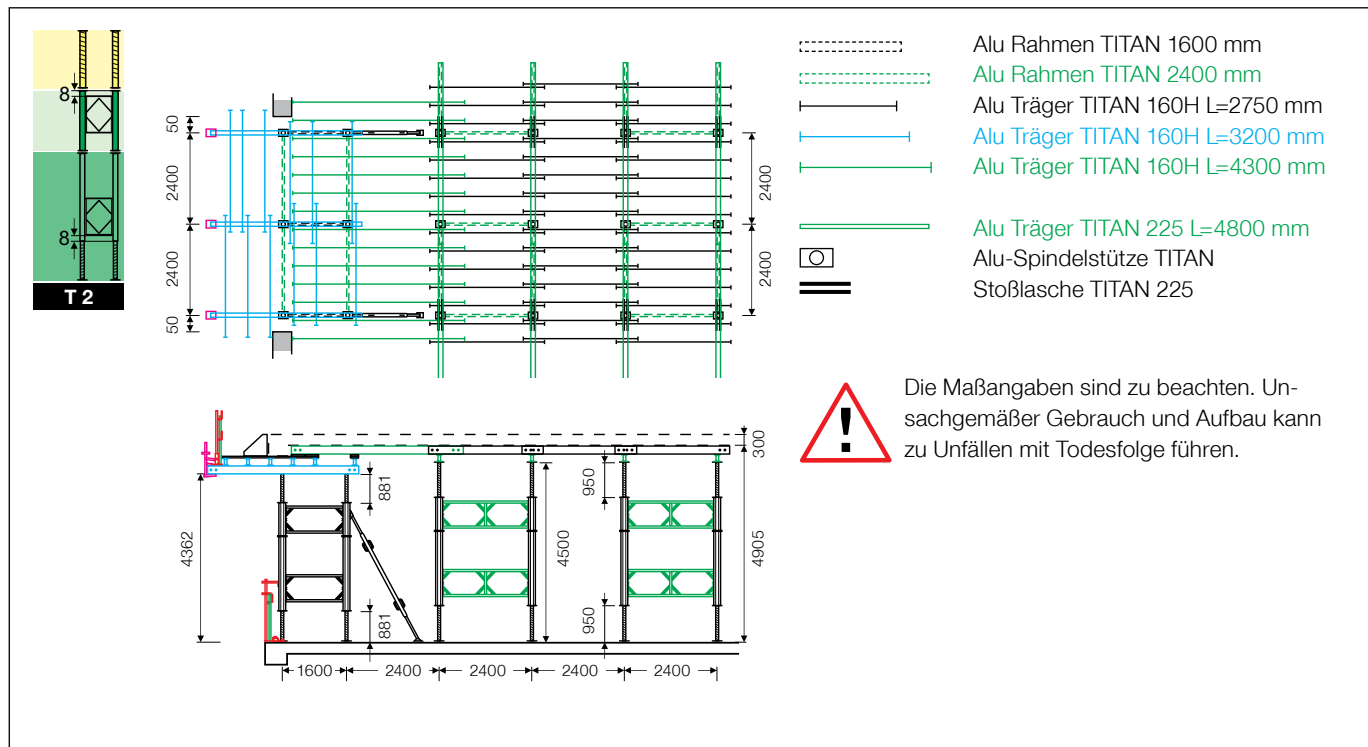 8
8
T 2
50
2400
2400
50
2400
2400
Alu Rahmen TITAN 1600 mm
Alu Rahmen TITAN 2400 mm
Alu Träger TITAN 160H L=2750 mm
Alu Träger TITAN 160H L=3200 mm
Alu Träger TITAN 160H L=4300 mm
Alu Träger TITAN 225 L=4800 mm
Alu-Spindelstütze TITAN
Stoßlasche TITAN 225
!
Die Maßangaben sind zu beachten. Un-
sachgemäßer Gebrauch und Aufbau kann
zu Unfällen mit Todesfolge führen.
300
881
950
4362
4500
4905
881
950
1600
2400
2400
2400
2400